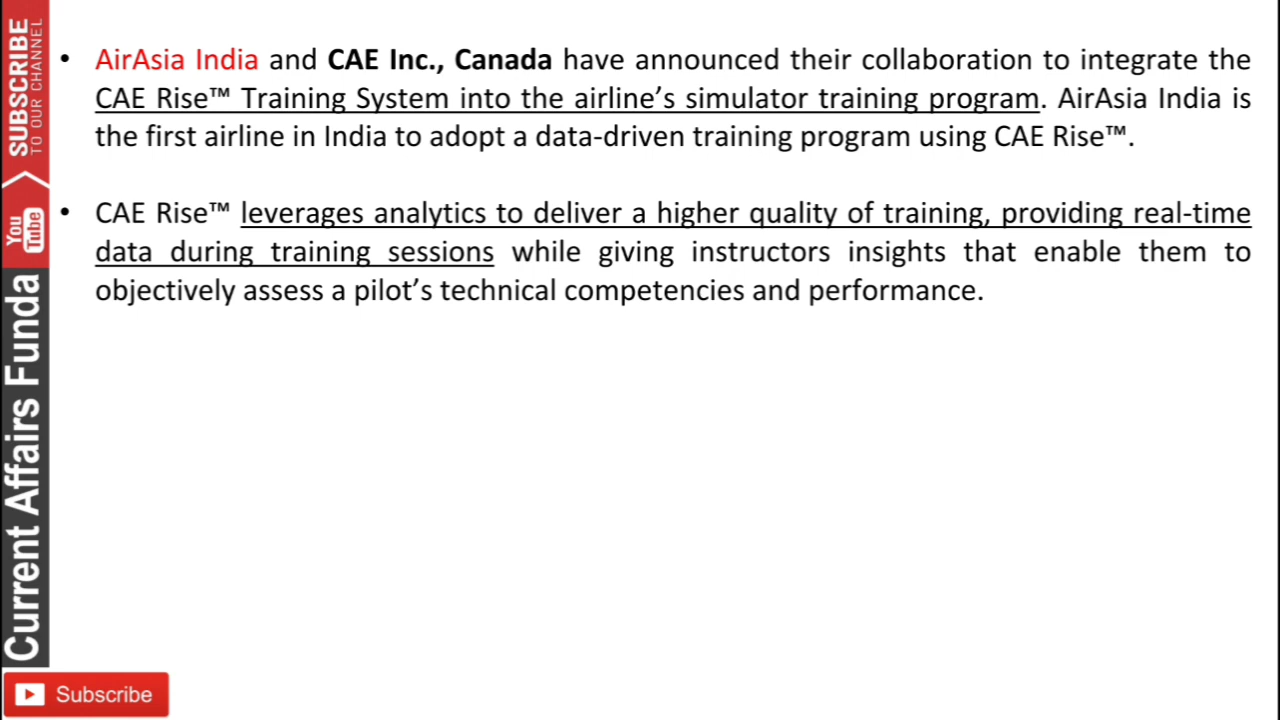 • AirAsia India and CAE Inc., Canada have announced their collaboration to integrate the
CAE Rise™ Training System into the airline’s simulator training program. AirAsia India is
the first airline in India to adopt a data-driven training program using CAE Rise™.
• CAE Rise™ leverages analytics to deliver a higher quality of training, providing real-time
data during training sessions while giving instructors insights that enable them to
objectively assess a pilot’s technical competencies and performance.
SUBSCRIBE
TO OUR CHANNEL
You
Tube
Current Affairs Funda
Subscribe